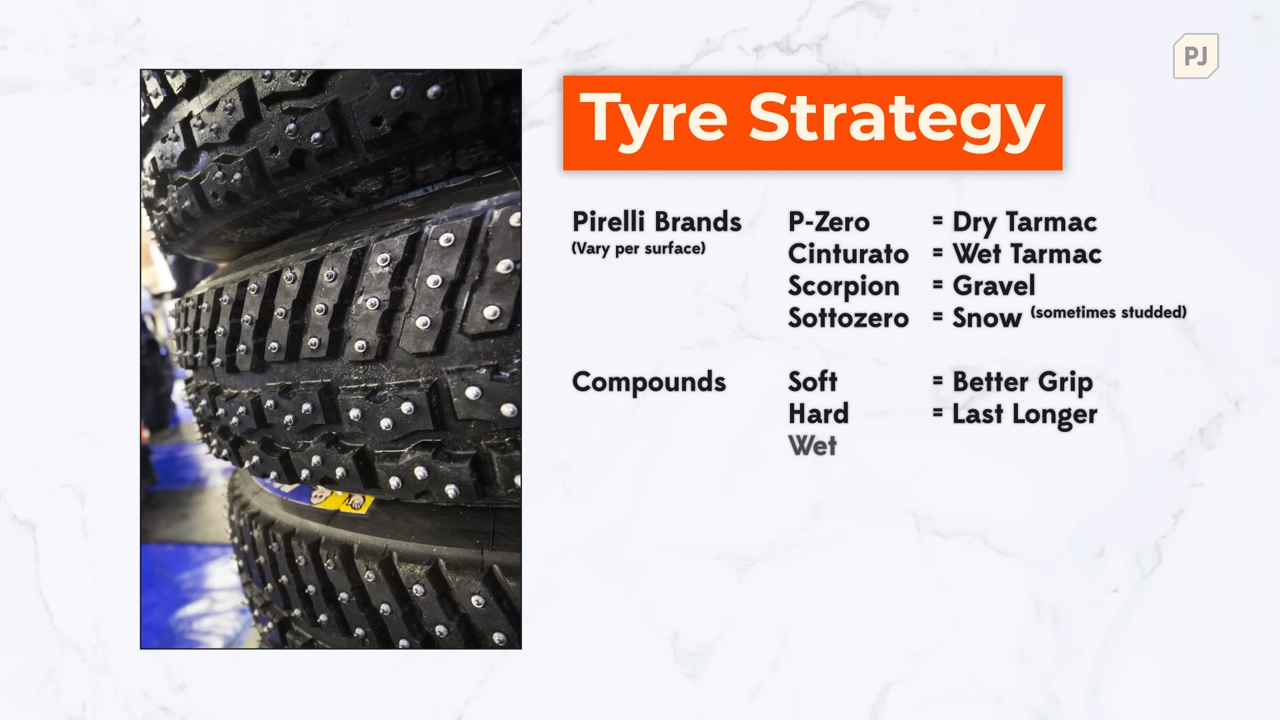 PJ
Tyre Strategy
Pirelli Brands P-Zero = Dry Tarmac
(Vary per surface) Cinturato = Wet Tarmac
Scorpion = Gravel
Sottozero = Snow (sometimes studded)
Compounds Soft = Better Grip
Hard = Last Longer
Wet